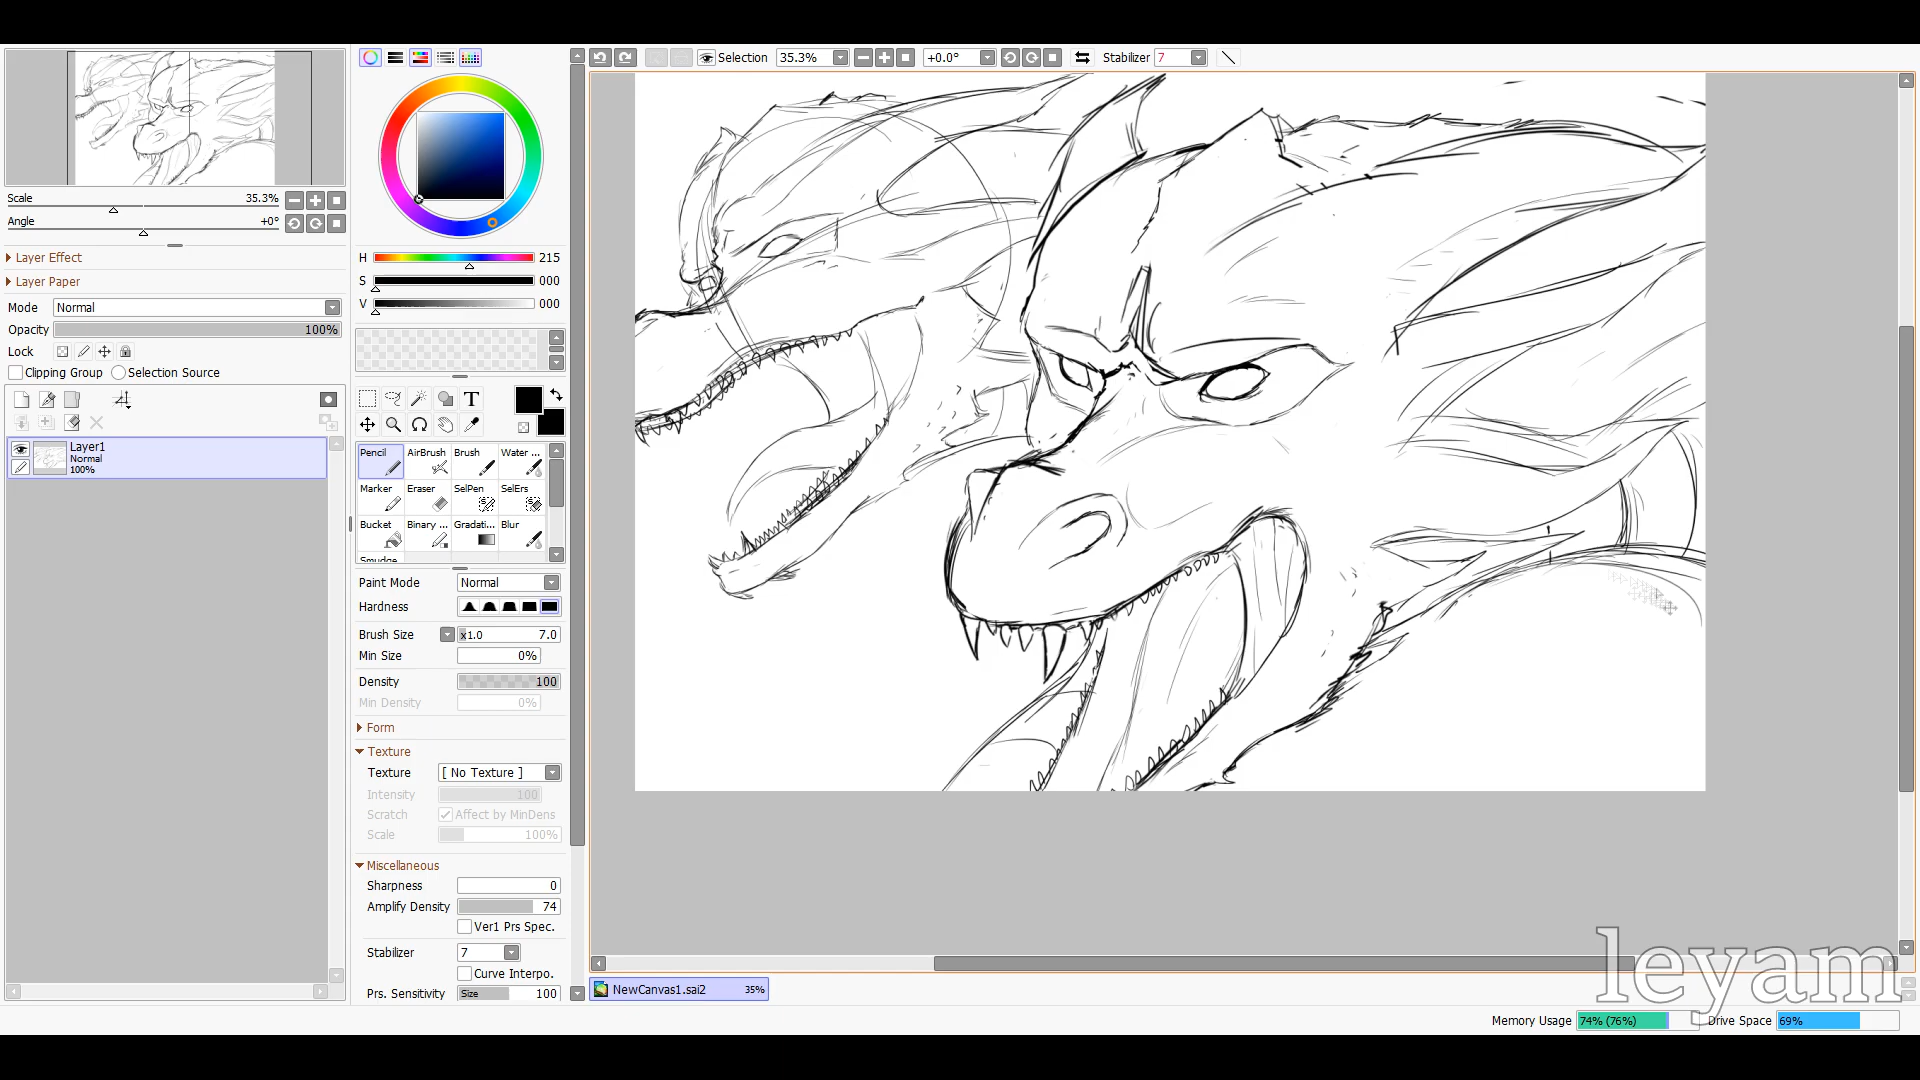 Selection 35.3% +0.0° Stabilizer 7
Scale 35.3%
Angle +0°
Layer Effect
Layer Paper
Mode Normal
Opacity 100%
Lock
Clipping Group Selection Source
Layer1
Normal
100%
H 215
S 000
V 000
T
Pencil AirBrush Brush Water ...
Marker Eraser SelPen SelErs
Bucket Binary ... Gradati... Blur
Smudge
Paint Mode Normal
Hardness
Brush Size x1.0 7.0
Min Size 0%
Density 100
Min Density 0%
Form
Texture
Texture [ No Texture ]
Intensity 100
Scratch Affect by MinDens
Scale 100%
Miscellaneous
Sharpness 0
Amplify Density 74
Ver1 Prs Spec.
Stabilizer 7
Curve Interpo.
Prs. Sensitivity Size 100
NewCanvas1.sai2 35%
leyam
Memory Usage 74% (76%) Drive Space 69%